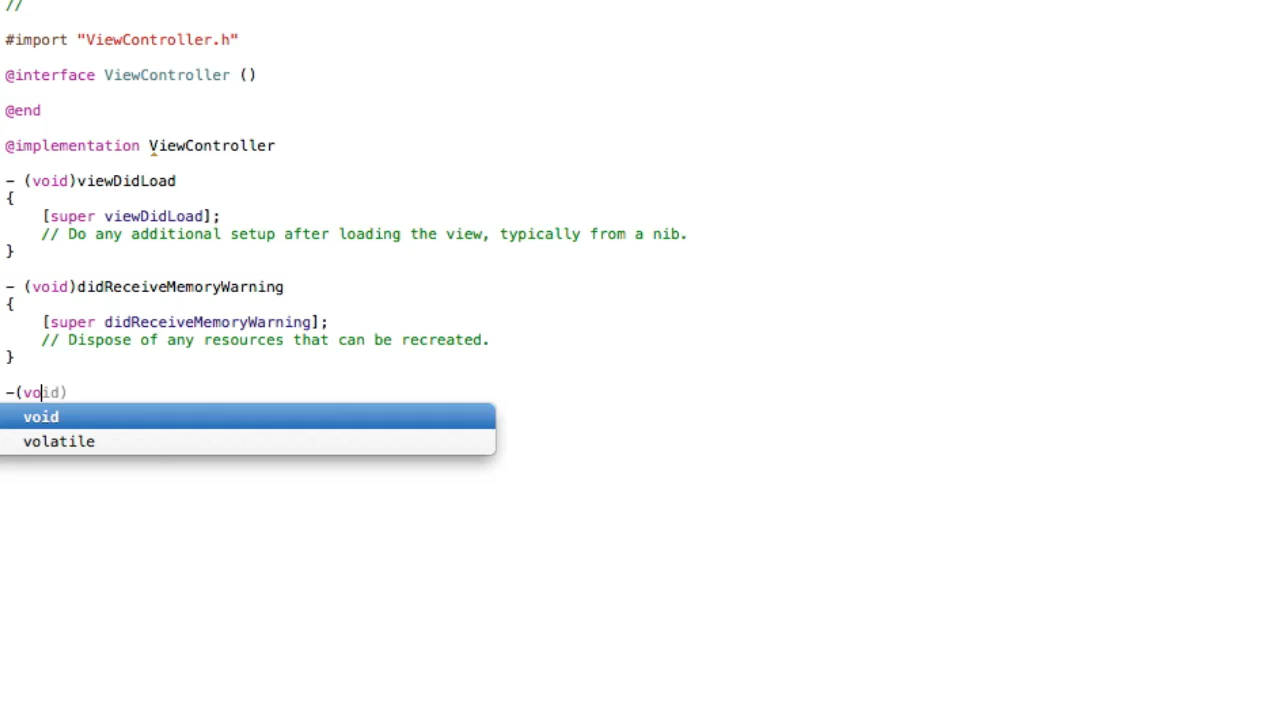 //
#import "ViewController.h"
@interface ViewController ()
@end
@implementation ViewController
- (void)viewDidLoad
{
[super viewDidLoad];
// Do any additional setup after loading the view, typically from a nib.
}
- (void)didReceiveMemoryWarning
{
[super didReceiveMemoryWarning];
// Dispose of any resources that can be recreated.
}
-(void)
void
volatile